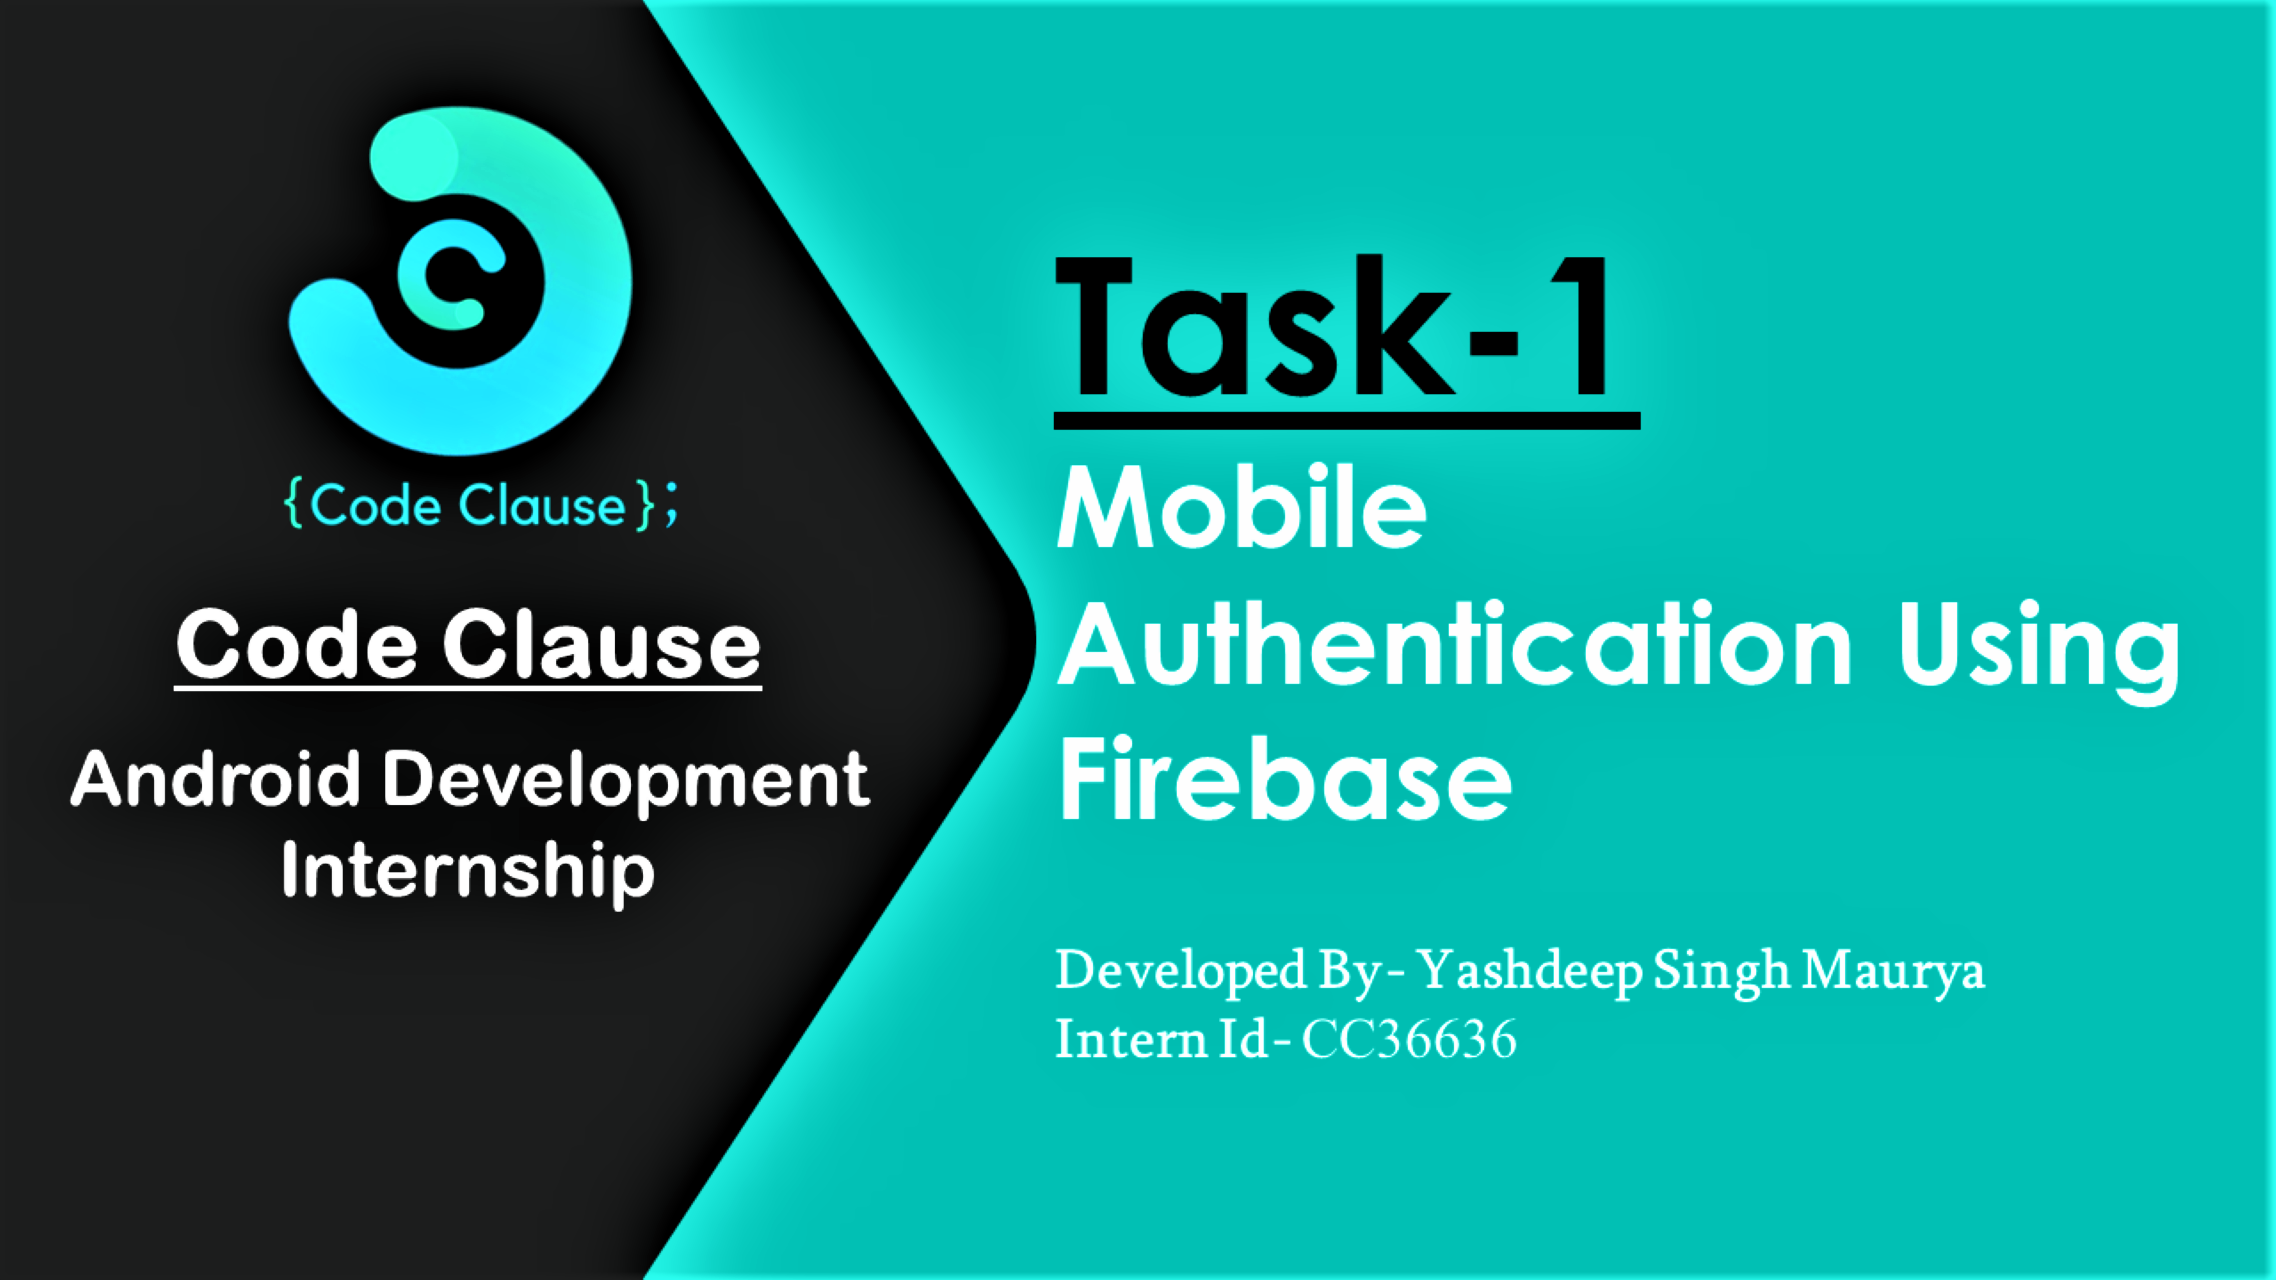 {Code Clause};
Code Clause
Android Development
Internship
Task-1
Mobile
Authentication Using
Firebase
Developed By- Yashdeep Singh Maurya
Intern Id- CC36636